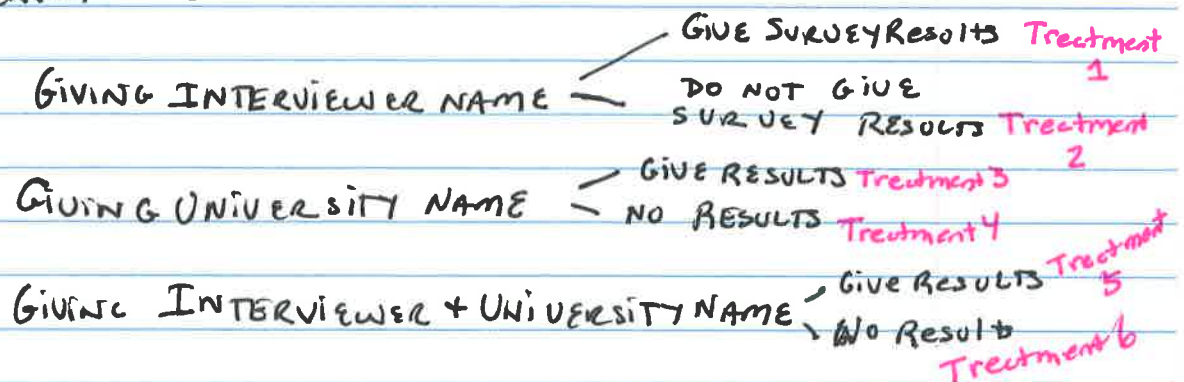 GIVE SURVEY Results Treatment 1
GIVING INTERVIEWER NAME
DO NOT GIVE
SURVEY RESULTS Treatment 2
GIVE RESULTS Treatment 3
GIVING UNIVERSITY NAME
NO RESULTS Treatment 4
Give Results Treatment 5
GIVING INTERVIEWER + UNIVERSITY NAME
No Results
Treatment 6